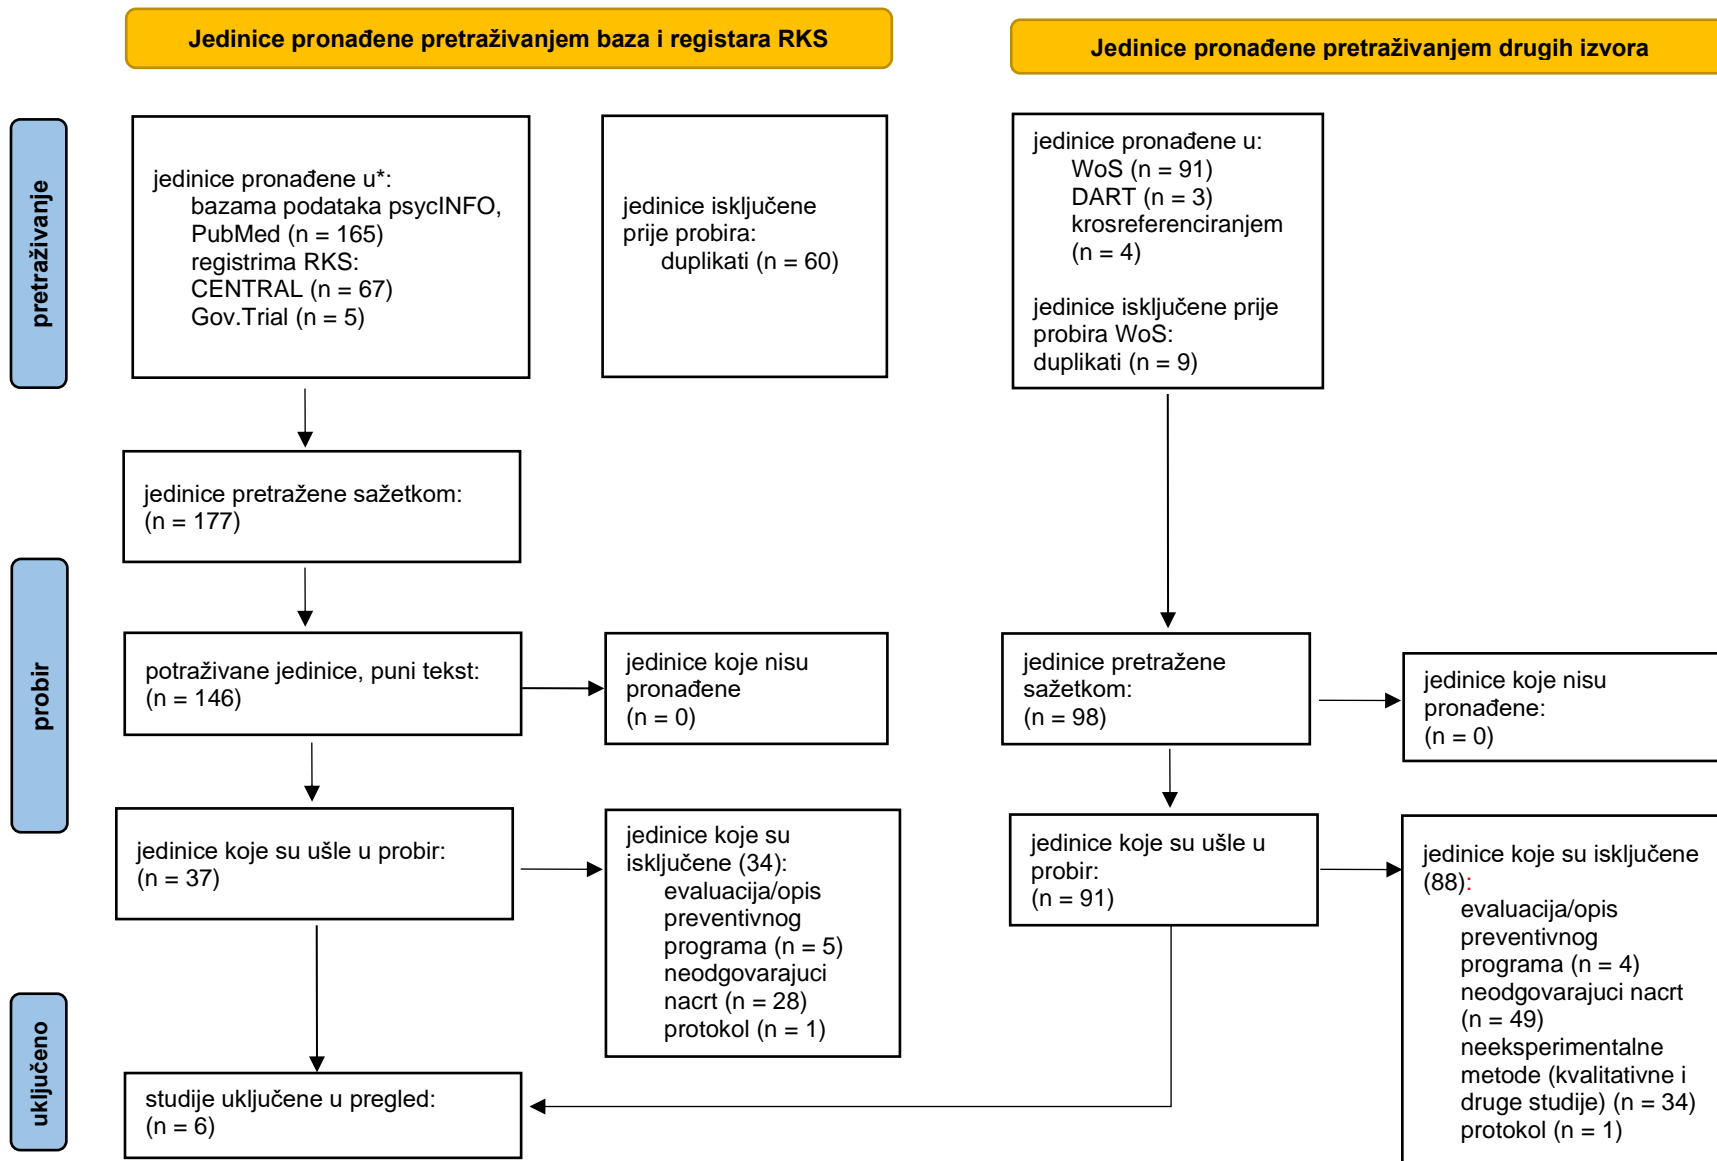 Jedinice pronađene pretraživanjem baza i registara RKS
Jedinice pronađene pretraživanjem drugih izvora
pretraživanje
jedinice pronađene u*:
bazama podataka psycINFO,
PubMed (n = 165)
registrima RKS:
CENTRAL (n = 67)
Gov.Trial (n = 5)
jedinice isključene
prije probira:
duplikati (n = 60)
jedinice pronađene u:
WoS (n = 91)
DART (n = 3)
krosreferenciranjem
(n = 4)
jedinice isključene prije
probira WoS:
duplikati (n = 9)
jedinice pretražene sažetkom:
(n = 177)
probir
potraživane jedinice, puni tekst:
(n = 146)
jedinice koje nisu
pronađene
(n = 0)
jedinice pretražene
sažetkom:
(n = 98)
jedinice koje nisu
pronađene:
(n = 0)
jedinice koje su ušle u probir:
(n = 37)
jedinice koje su
isključene (34):
evaluacija/opis
preventivnog
programa (n = 5)
neodgovarajuci
nacrt (n = 28)
protokol (n = 1)
jedinice koje su ušle u
probir:
(n = 91)
jedinice koje su isključene
(88):
evaluacija/opis
preventivnog
programa (n = 4)
neodgovarajuci nacrt
(n = 49)
neeksperimentalne
metode (kvalitativne i
druge studije) (n = 34)
protokol (n = 1)
uključeno
studije uključene u pregled:
(n = 6)